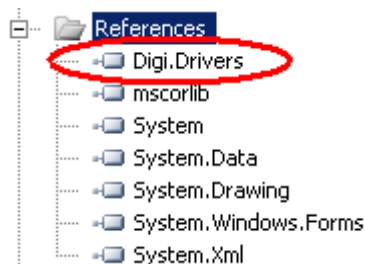 References
Digi.Drivers
mscorlib
System
System.Data
System.Drawing
System.Windows.Forms
System.Xml